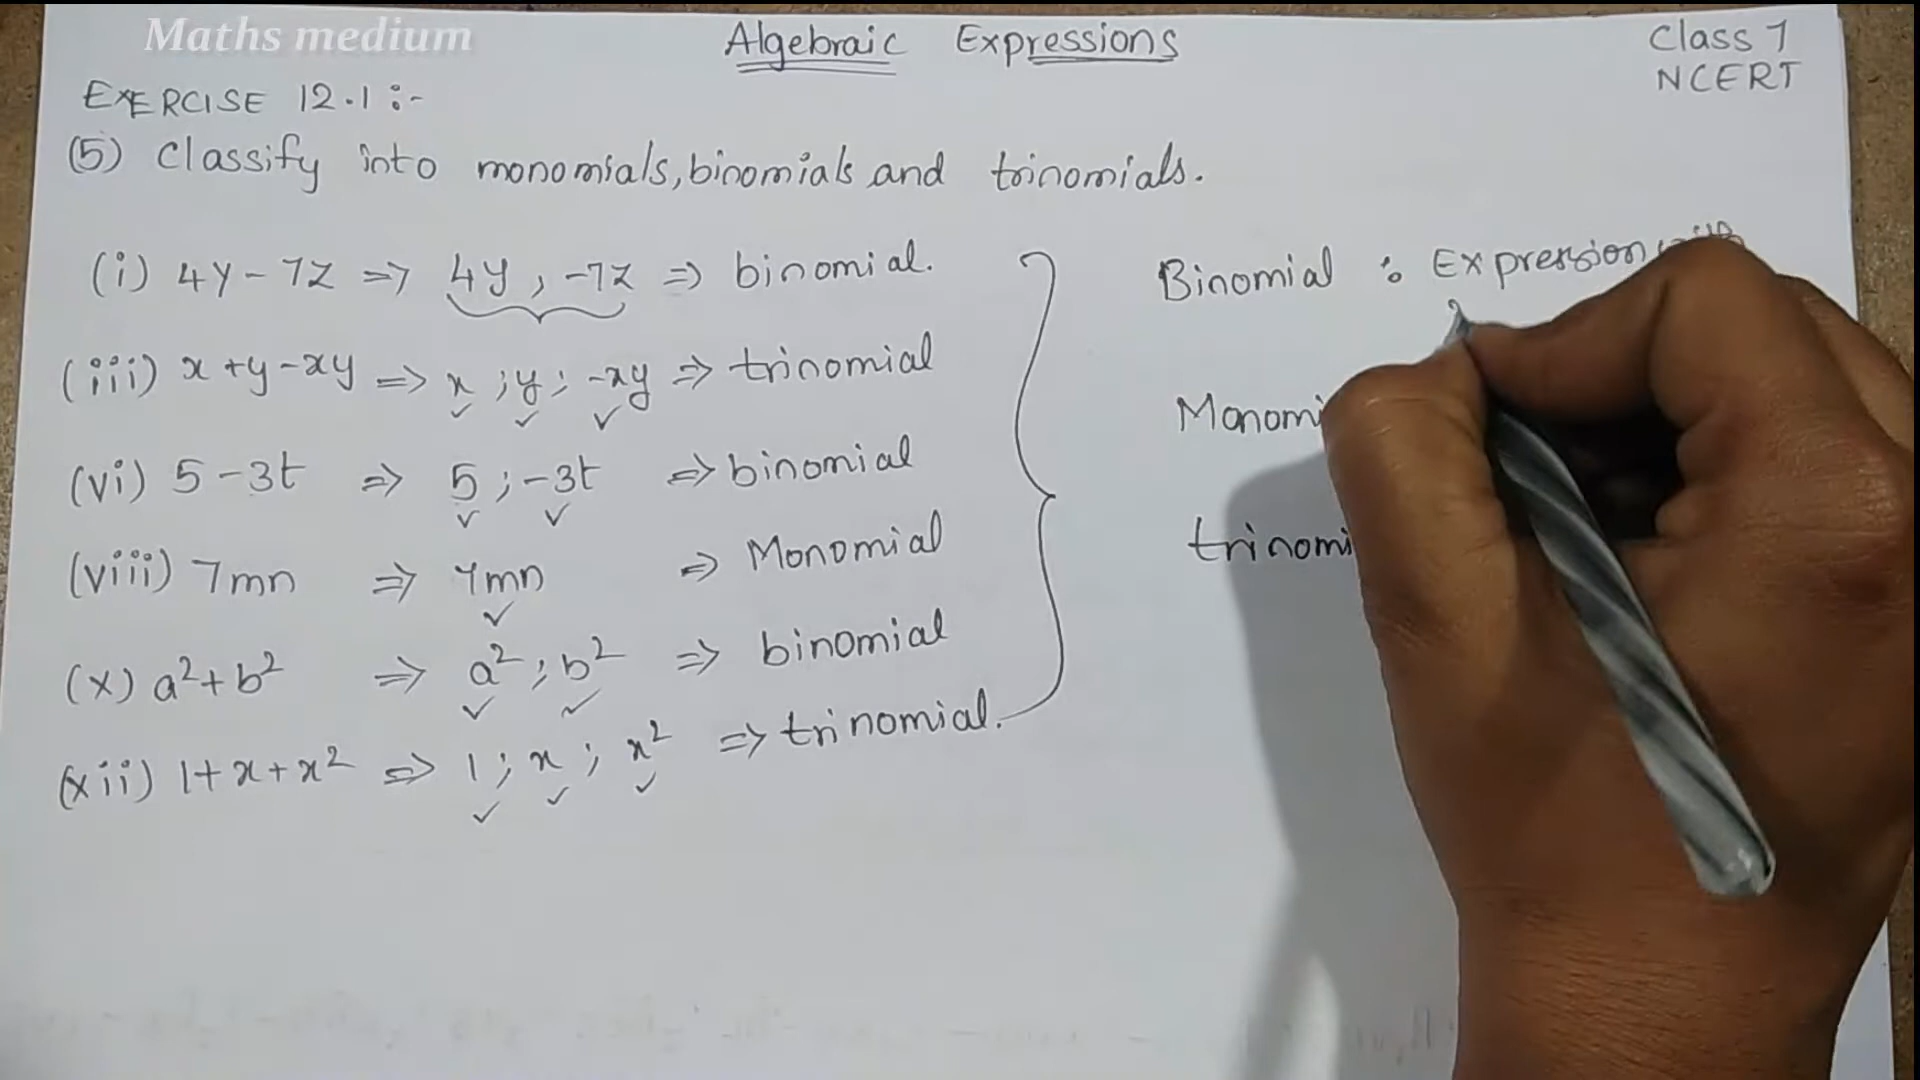 Maths medium
Algebraic Expressions
Class 7
NCERT
EXERCISE 12.1 :-
(5) Classify into monomials, binomials and trinomials.
(i) 4y - 7z => 4y, -7z => binomial.
(iii) x + y - xy => x ; y ; -xy => trinomial
(vi) 5 - 3t => 5 ; -3t => binomial
(viii) 7mn => 7mn => Monomial
(x) a² + b² => a² ; b² => binomial
(xii) 1 + x + x² => 1 ; x ; x² => trinomial.
Binomial : Expression
Monomi
trinomi